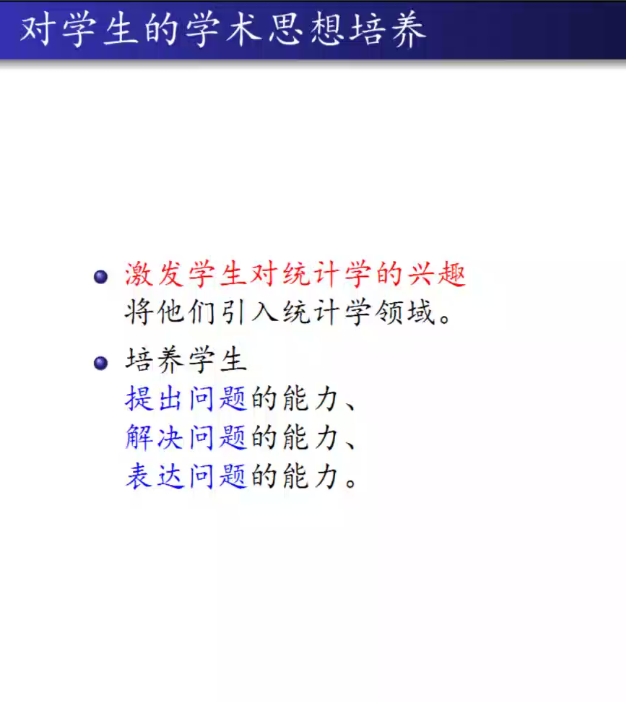 对学生的学术思想培养
激发学生对统计学的兴趣
将他们引入统计学领域。
培养学生
提出问题的能力、
解决问题的能力、
表达问题的能力。